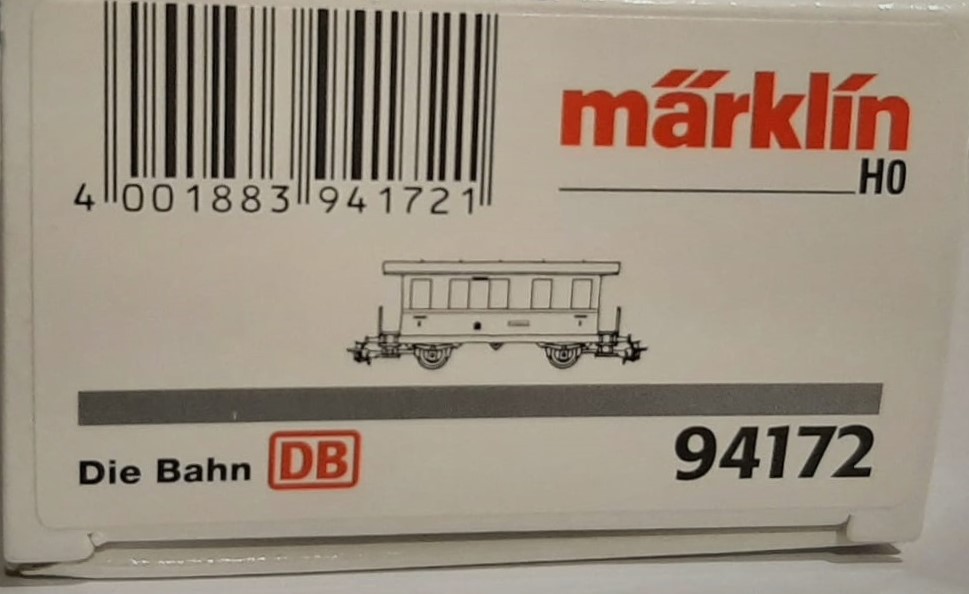 4 001883 941721
märklin
H0
Die Bahn DB
94172